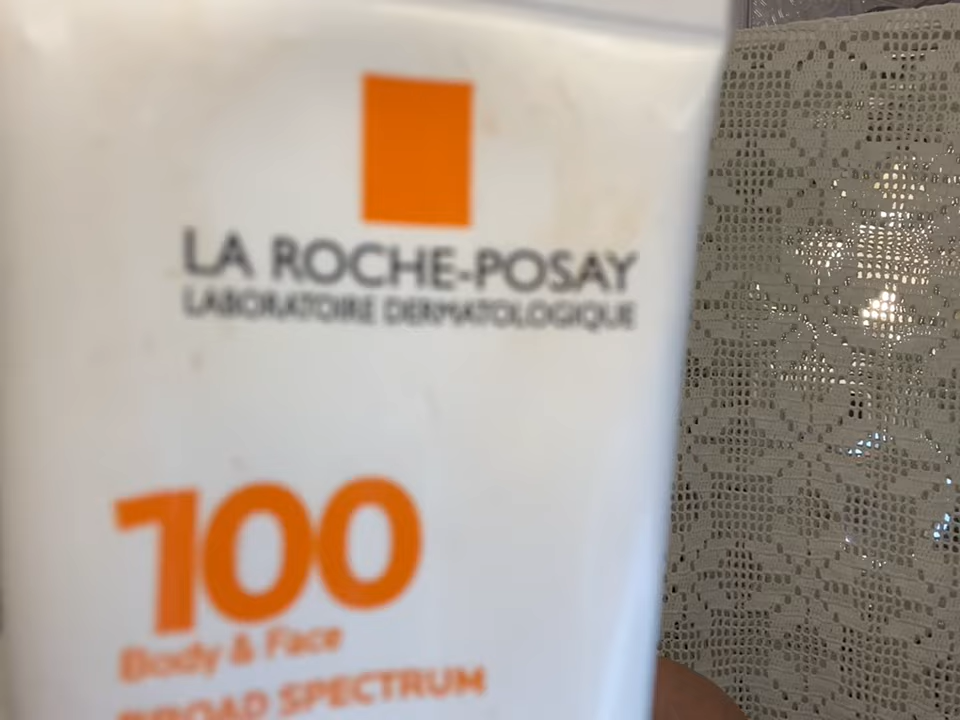 LA ROCHE-POSAY
LABORATOIRE DERMATOLOGIQUE
100
Body & Face
BROAD SPECTRUM